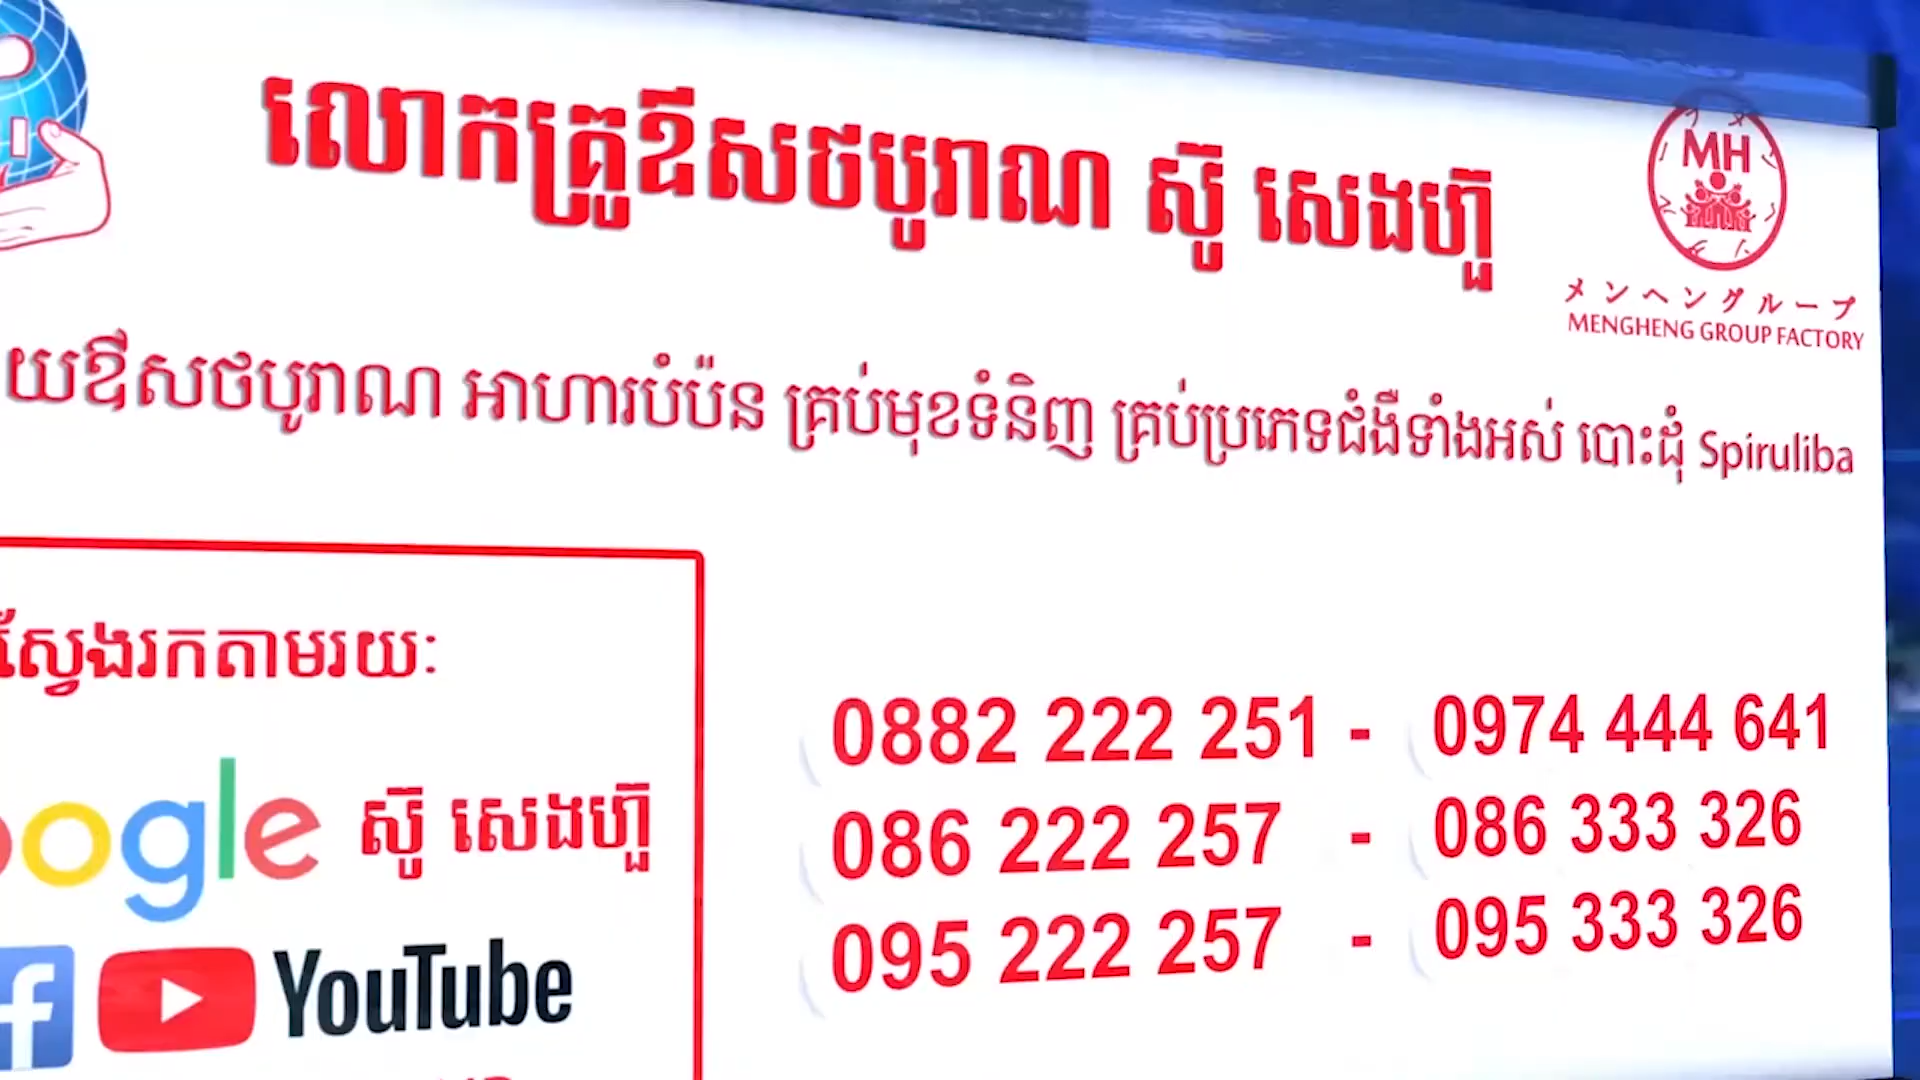 លោកគ្រូឱសថបូរាណ ស៊ូ សេងហ៊្ន
MH
メンヘングループ
MENGHENG GROUP FACTORY
យឱសថបូរាណ អាហារបំប៉ន គ្រប់មុខទំនិញ គ្រប់ប្រភេទជំងឺទាំងអស់ បោះដុំ Spiruliba
ស្វែងរកតាមរយៈ
oogle ស៊ូ សេងហ៊្ន
f YouTube
0882 222 251 - 0974 444 641
086 222 257 - 086 333 326
095 222 257 - 095 333 326